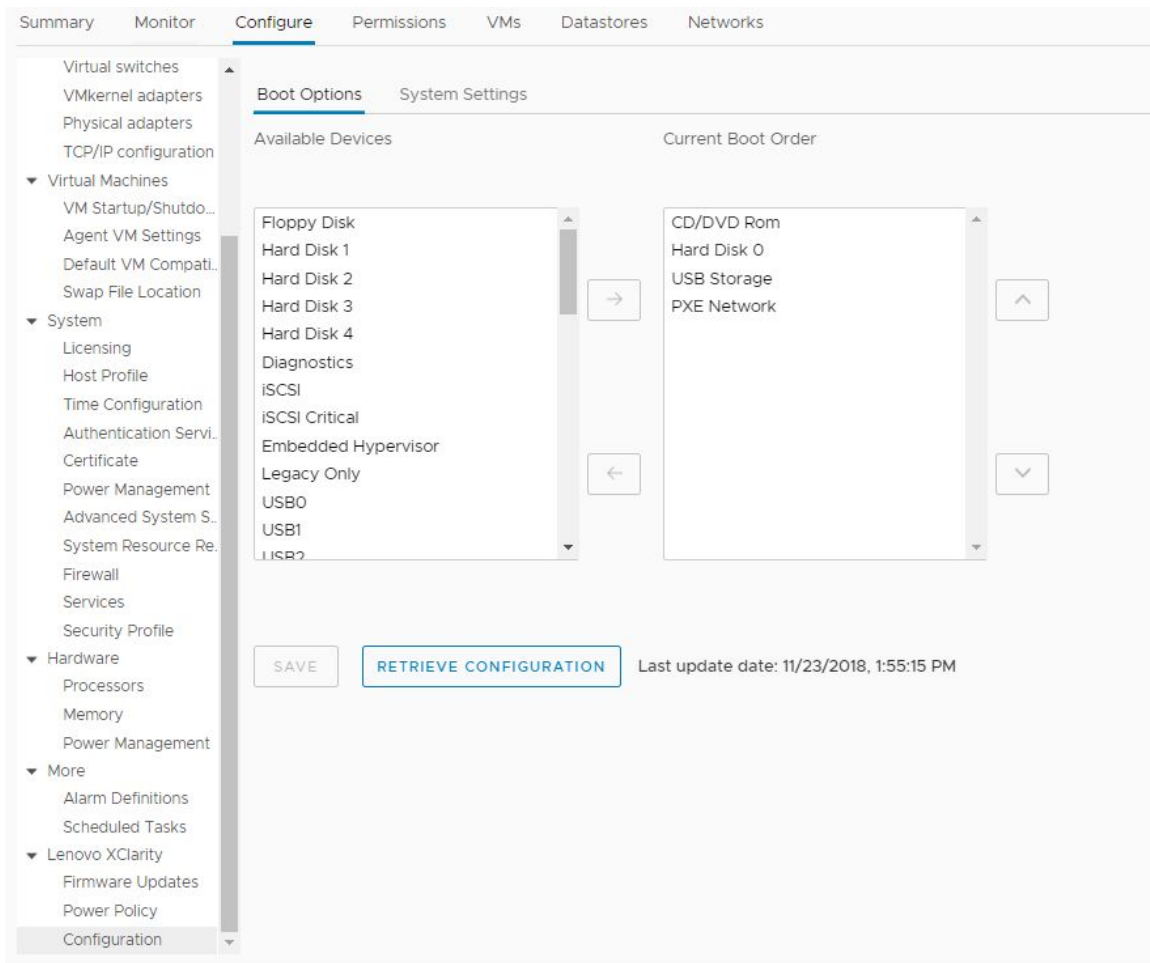 Summary Monitor Configure Permissions VMs Datastores Networks
Virtual switches
VMkernel adapters
Physical adapters
TCP/IP configuration
Virtual Machines
VM Startup/Shutdo...
Agent VM Settings
Default VM Compati..
Swap File Location
System
Licensing
Host Profile
Time Configuration
Authentication Servi..
Certificate
Power Management
Advanced System S..
System Resource Re.
Firewall
Services
Security Profile
Hardware
Processors
Memory
Power Management
More
Alarm Definitions
Scheduled Tasks
Lenovo XClarity
Firmware Updates
Power Policy
Configuration
Boot Options System Settings
Available Devices
Floppy Disk
Hard Disk 1
Hard Disk 2
Hard Disk 3
Hard Disk 4
Diagnostics
iSCSI
iSCSI Critical
Embedded Hypervisor
Legacy Only
USB0
USB1
USB2
Current Boot Order
CD/DVD Rom
Hard Disk 0
USB Storage
PXE Network
SAVE RETRIEVE CONFIGURATION Last update date: 11/23/2018, 1:55:15 PM